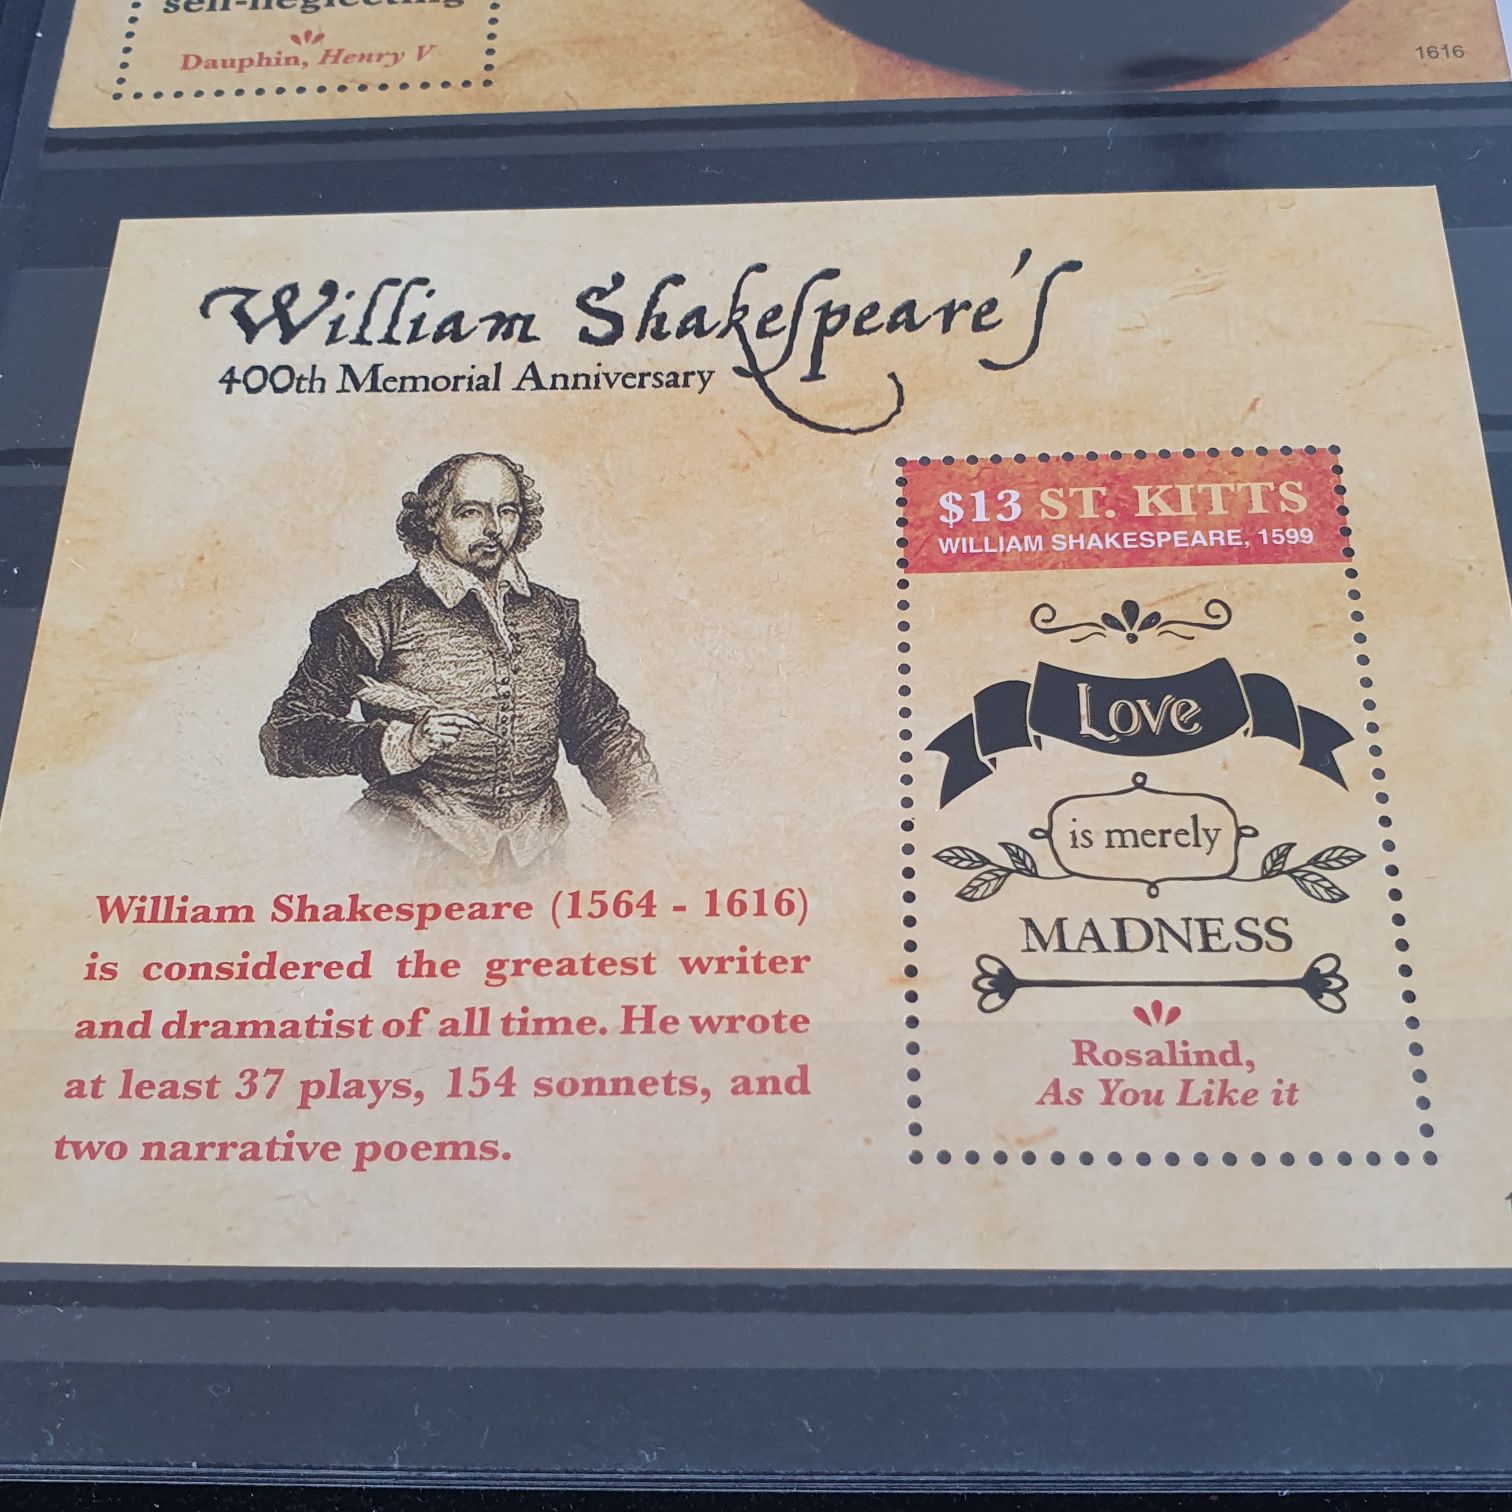 self-neglecting
Dauphin, Henry V
1616
William Shakespeare's
400th Memorial Anniversary
$13 ST. KITTS
WILLIAM SHAKESPEARE, 1599
Love
is merely
MADNESS
Rosalind,
As You Like it
William Shakespeare (1564 - 1616)
is considered the greatest writer
and dramatist of all time. He wrote
at least 37 plays, 154 sonnets, and
two narrative poems.